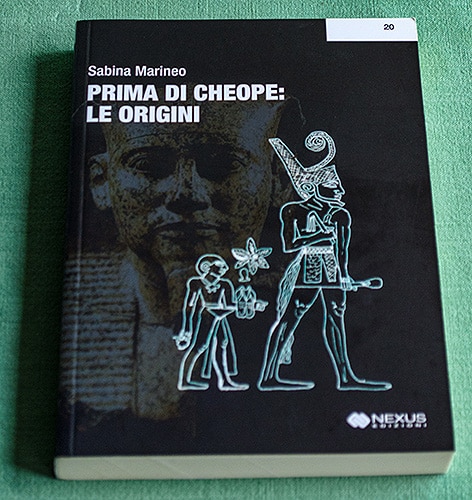 20
Sabina Marineo
PRIMA DI CHEOPE:
LE ORIGINI
NEXUS
EDIZIONI